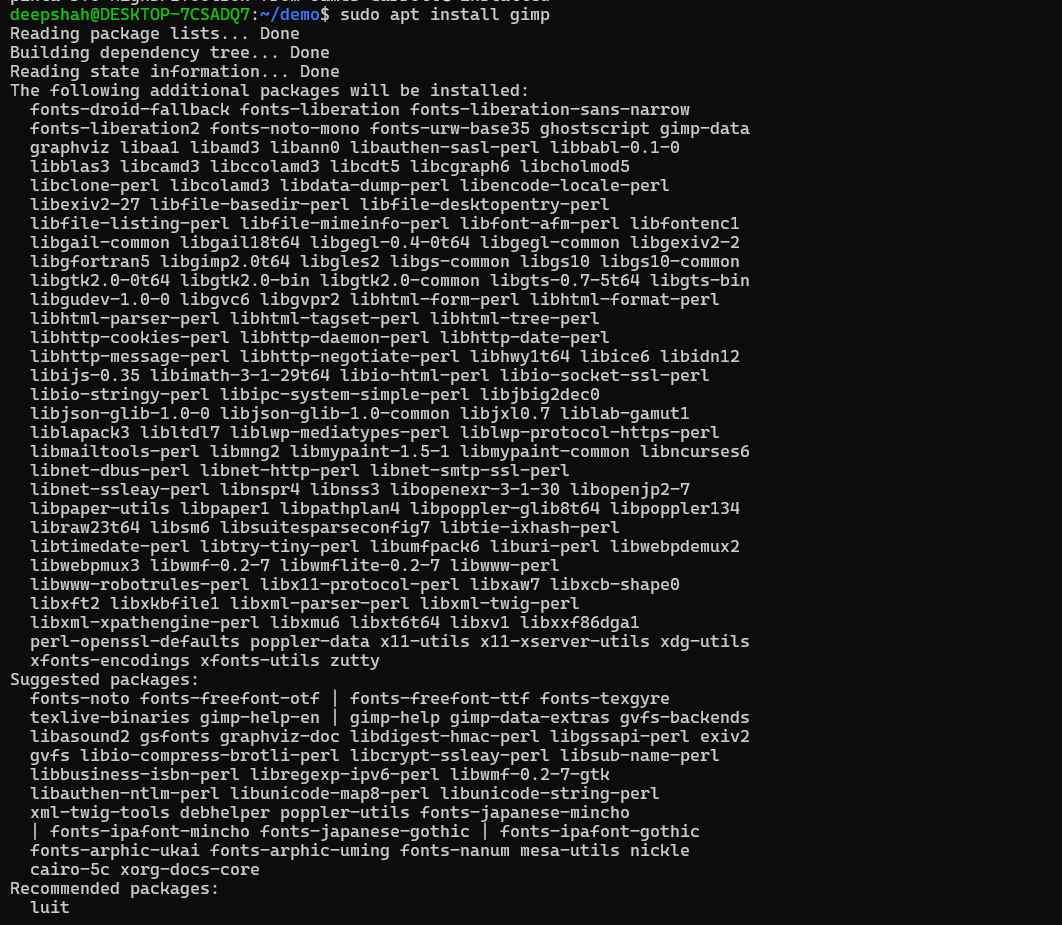 deepshah@DESKTOP-7CSADQ7:~/demo$ sudo apt install gimp
Reading package lists... Done
Building dependency tree... Done
Reading state information... Done
The following additional packages will be installed:
fonts-droid-fallback fonts-liberation fonts-liberation-sans-narrow
fonts-liberation2 fonts-noto-mono fonts-urw-base35 ghostscript gimp-data
graphviz libaa1 libamd3 libann0 libauthen-sasl-perl libbabl-0.1-0
libblas3 libcamd3 libccolamd3 libcdt5 libcgraph6 libcholmod5
libclone-perl libcolamd3 libdata-dump-perl libencode-locale-perl
libexiv2-27 libfile-basedir-perl libfile-desktopentry-perl
libfile-listing-perl libfile-mimeinfo-perl libfont-afm-perl libfontenc1
libgail-common libgail18t64 libgegl-0.4-0t64 libgegl-common libgexiv2-2
libgfortran5 libgimp2.0t64 libgles2 libgs-common libgs10 libgs10-common
libgtk2.0-0t64 libgtk2.0-bin libgtk2.0-common libgts-0.7-5t64 libgts-bin
libgudev-1.0-0 libgvc6 libgvpr2 libhtml-form-perl libhtml-format-perl
libhtml-parser-perl libhtml-tagset-perl libhtml-tree-perl
libhttp-cookies-perl libhttp-daemon-perl libhttp-date-perl
libhttp-message-perl libhttp-negotiate-perl libhwy1t64 libice6 libidn12
libijs-0.35 libimath-3-1-29t64 libio-html-perl libio-socket-ssl-perl
libio-stringy-perl libipc-system-simple-perl libjbig2dec0
libjson-glib-1.0-0 libjson-glib-1.0-common libjxl0.7 liblab-gamut1
liblapack3 libltdl7 liblwp-mediatypes-perl liblwp-protocol-https-perl
libmailtools-perl libmng2 libmypaint-1.5-1 libmypaint-common libncurses6
libnet-dbus-perl libnet-http-perl libnet-smtp-ssl-perl
libnet-ssleay-perl libnspr4 libnss3 libopenexr-3-1-30 libopenjp2-7
libpaper-utils libpaper1 libpathplan4 libpoppler-glib8t64 libpoppler134
libraw23t64 libsm6 libsuitesparseconfig7 libtie-ixhash-perl
libtimedate-perl libtry-tiny-perl libumfpack6 liburi-perl libwebpdemux2
libwebpmux3 libwmf-0.2-7 libwmflite-0.2-7 libwww-perl
libwww-robotrules-perl libx11-protocol-perl libxaw7 libxcb-shape0
libxft2 libxkbfile1 libxml-parser-perl libxml-twig-perl
libxml-xpathengine-perl libxmu6 libxt6t64 libxv1 libxxf86dga1
perl-openssl-defaults poppler-data x11-utils x11-xserver-utils xdg-utils
xfonts-encodings xfonts-utils zutty
Suggested packages:
fonts-noto fonts-freefont-otf | fonts-freefont-ttf fonts-texgyre
texlive-binaries gimp-help-en | gimp-help gimp-data-extras gvfs-backends
libasound2 gsfonts graphviz-doc libdigest-hmac-perl libgssapi-perl exiv2
gvfs libio-compress-brotli-perl libcrypt-ssleay-perl libsub-name-perl
libbusiness-isbn-perl libregexp-ipv6-perl libwmf-0.2-7-gtk
libauthen-ntlm-perl libunicode-map8-perl libunicode-string-perl
xml-twig-tools debhelper poppler-utils fonts-japanese-mincho
| fonts-ipafont-mincho fonts-japanese-gothic | fonts-ipafont-gothic
fonts-arphic-ukai fonts-arphic-uming fonts-nanum mesa-utils nickle
cairo-5c xorg-docs-core
Recommended packages:
luit